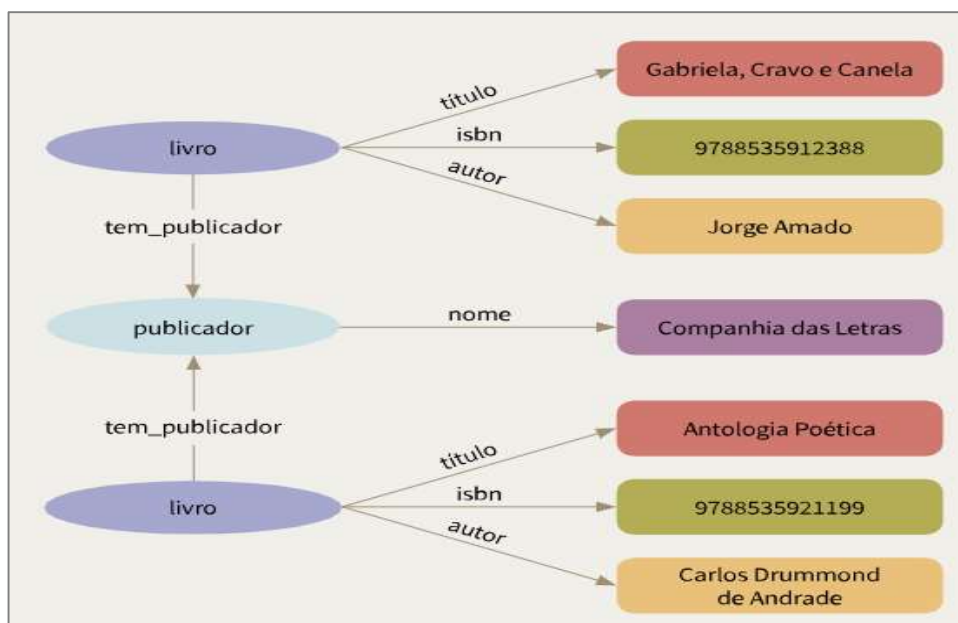 Gabriela, Cravo e Canela
título
isbn
livro
9788535912388
autor
tem_publicador
Jorge Amado
nome
publicador
Companhia das Letras
tem_publicador
Antologia Poética
título
isbn
livro
9788535921199
autor
Carlos Drummond
de Andrade